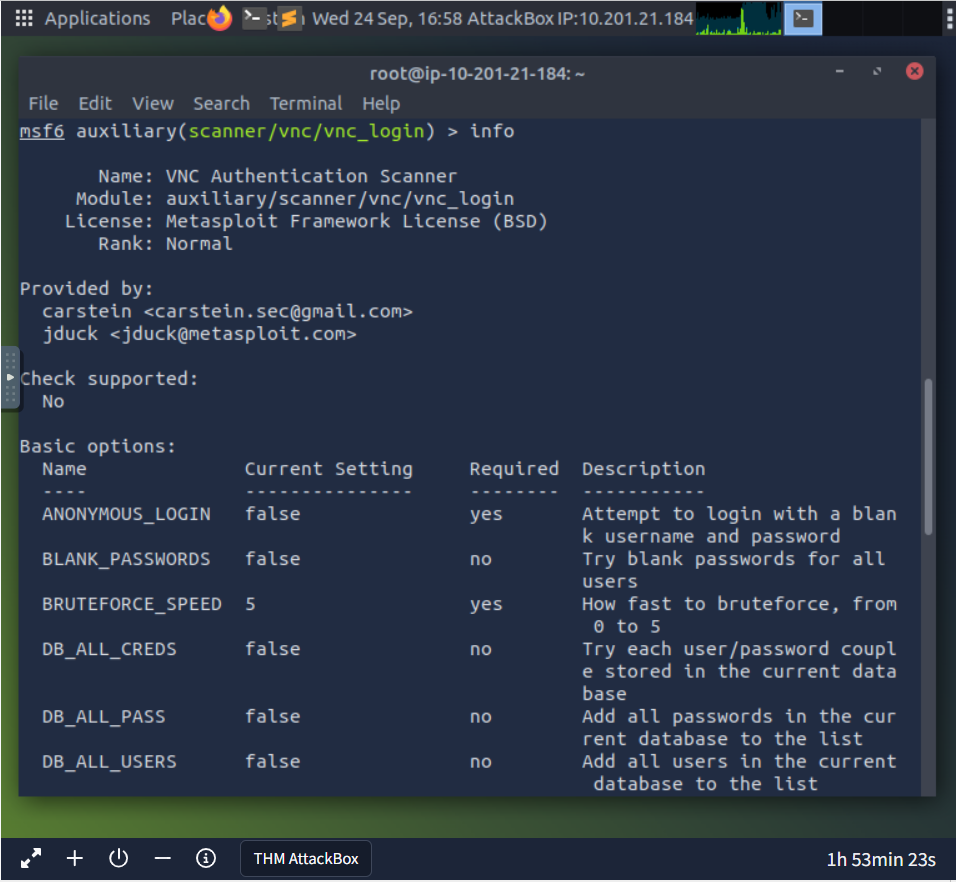 Applications Plac st n Wed 24 Sep, 16:58 AttackBox IP:10.201.21.184
root@ip-10-201-21-184: ~
File Edit View Search Terminal Help
msf6 auxiliary(scanner/vnc/vnc_login) > info
Name: VNC Authentication Scanner
Module: auxiliary/scanner/vnc/vnc_login
License: Metasploit Framework License (BSD)
Rank: Normal
Provided by:
carstein <carstein.sec@gmail.com>
jduck <jduck@metasploit.com>
Check supported:
No
Basic options:
Name Current Setting Required Description
---- --------------- -------- -----------
ANONYMOUS_LOGIN false yes Attempt to login with a blan
k username and password
BLANK_PASSWORDS false no Try blank passwords for all
users
BRUTEFORCE_SPEED 5 yes How fast to bruteforce, from
0 to 5
DB_ALL_CREDS false no Try each user/password coupl
e stored in the current data
base
DB_ALL_PASS false no Add all passwords in the cur
rent database to the list
DB_ALL_USERS false no Add all users in the current
database to the list
THM AttackBox 1h 53min 23s